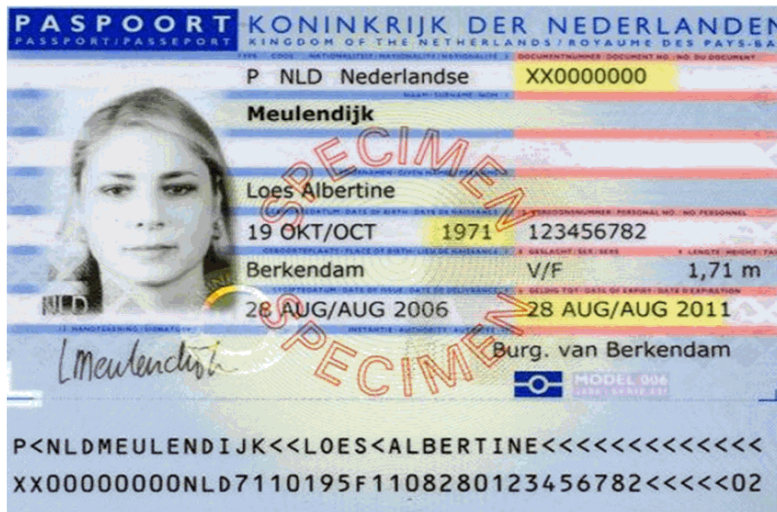 PASPOORT KONINKRIJK DER NEDERLANDEN
PASSPORT/PASSEPORT KINGDOM OF THE NETHERLANDS/ROYAUME DES PAYS-BA
P NLD Nederlandse XX0000000
Meulendijk
SPECIMEN
Loes Albertine
19 OKT/OCT 1971 123456782
Berkendam V/F 1,71 m
NLD
28 AUG/AUG 2006 28 AUG/AUG 2011
SPECIMEN
Burg. van Berkendam
LMeulendijk
MODEL 006
P<NLDMEULENDIJK<<LOES<ALBERTINE<<<<<<<<<<<<<
XX00000000NLD7110195F1108280123456782<<<<<02